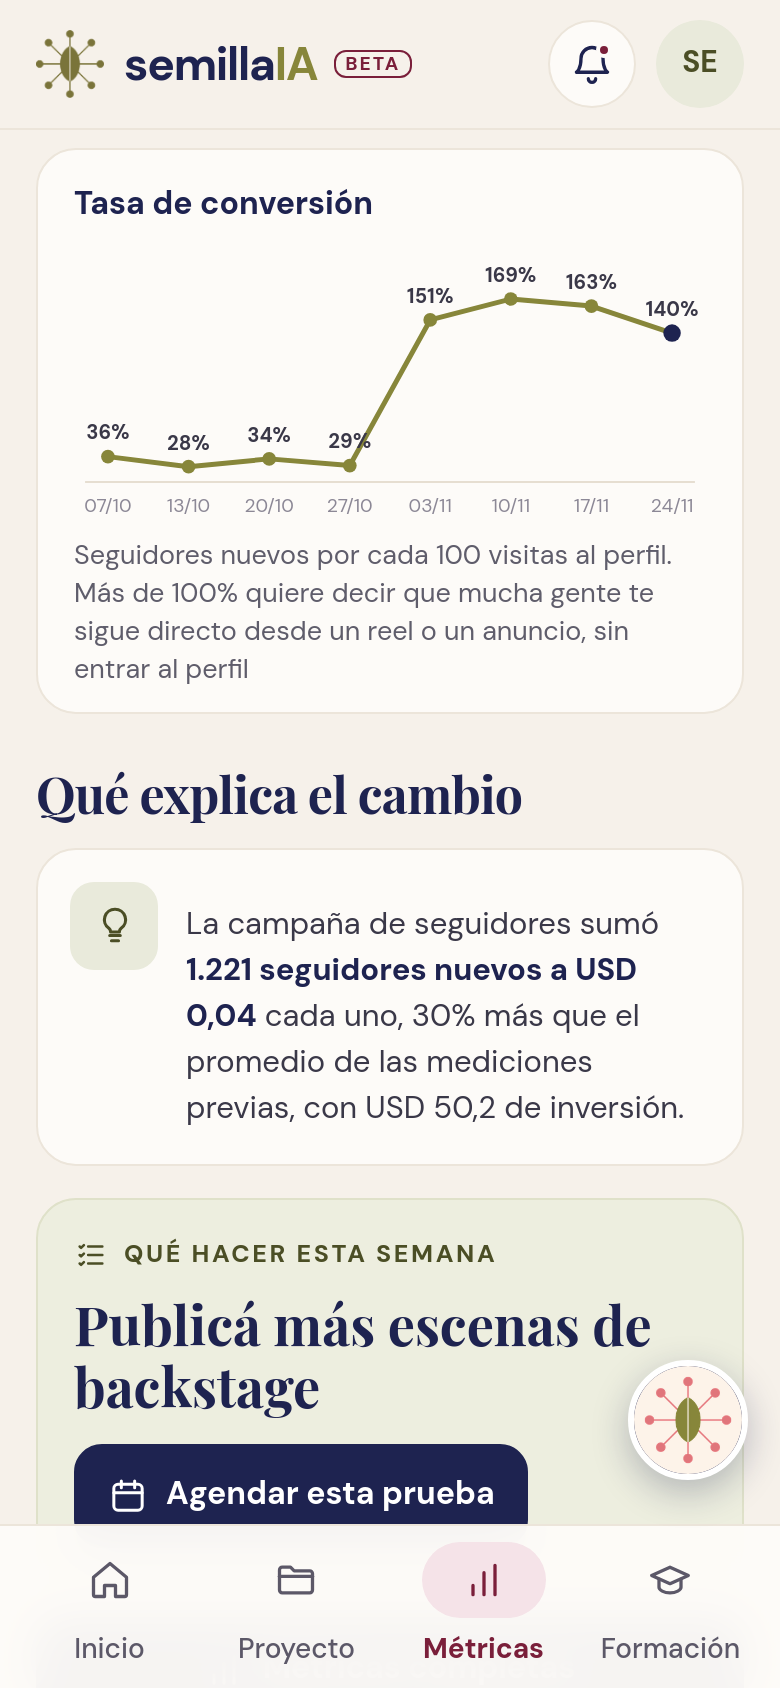 semillaIA BETA SE
Tasa de conversión
36% 28% 34% 29% 151% 169% 163% 140%
07/10 13/10 20/10 27/10 03/11 10/11 17/11 24/11
Seguidores nuevos por cada 100 visitas al perfil.
Más de 100% quiere decir que mucha gente te
sigue directo desde un reel o un anuncio, sin
entrar al perfil
Qué explica el cambio
La campaña de seguidores sumó
1.221 seguidores nuevos a USD
0,04 cada uno, 30% más que el
promedio de las mediciones
previas, con USD 50,2 de inversión.
QUÉ HACER ESTA SEMANA
Publicá más escenas de
backstage
Agendar esta prueba
Inicio Proyecto Métricas Formación